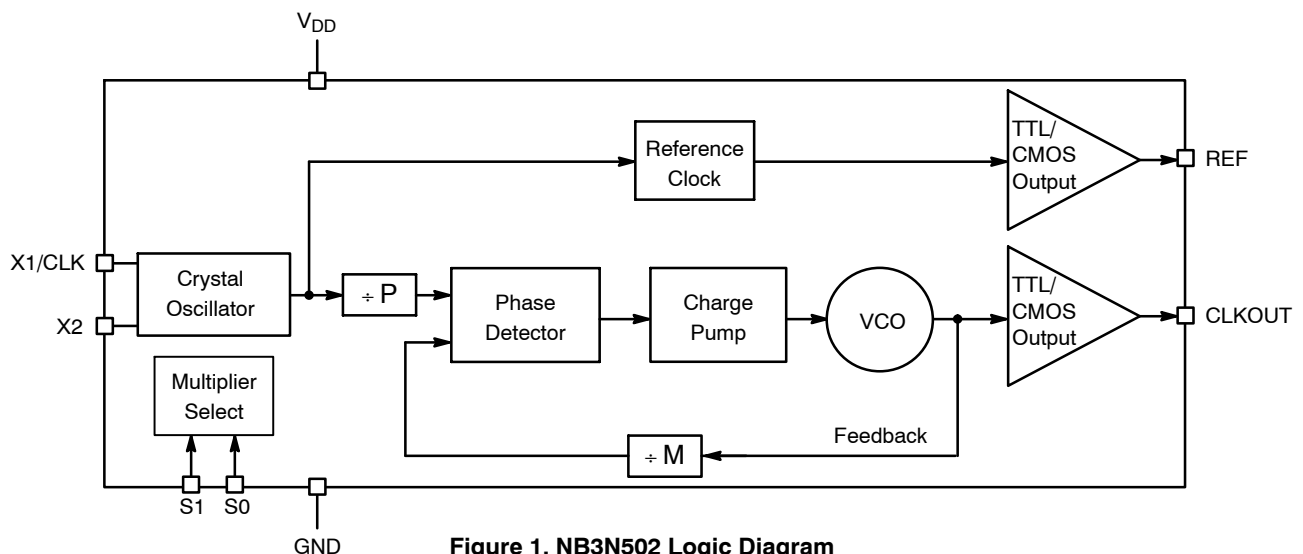 VDD
Reference
Clock
TTL/
CMOS
Output
REF
X1/CLK
X2
Crystal
Oscillator
÷ P
Phase
Detector
Charge
Pump
VCO
TTL/
CMOS
Output
CLKOUT
Multiplier
Select
Feedback
÷ M
S1 S0
GND
Figure 1. NB3N502 Logic Diagram